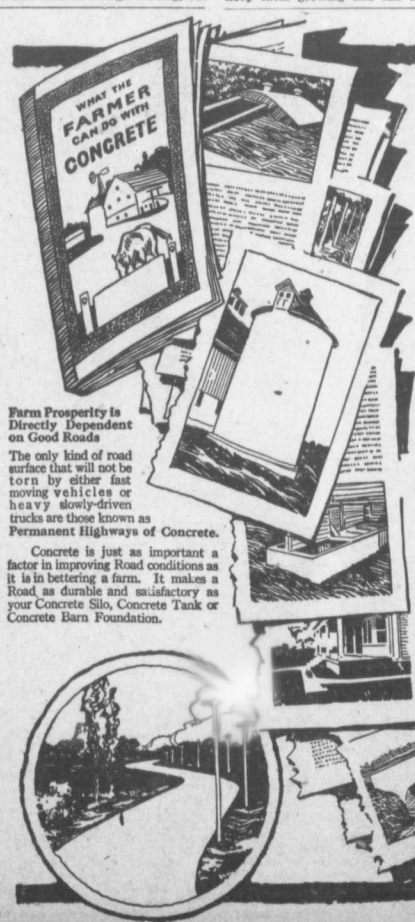 WHAT THE
FARMER
CAN DO WITH
CONCRETE
Farm Prosperity is
Directly Dependent
on Good Roads
The only kind of road
surface that will not be
torn by either fast
moving vehicles or
heavy slowly-driven
trucks are those known as
Permanent Highways of Concrete.
Concrete is just as important a
factor in improving Road conditions as
it is in bettering a farm. It makes a
Road as durable and satisfactory as
your Concrete Silo, Concrete Tank or
Concrete Barn Foundation.